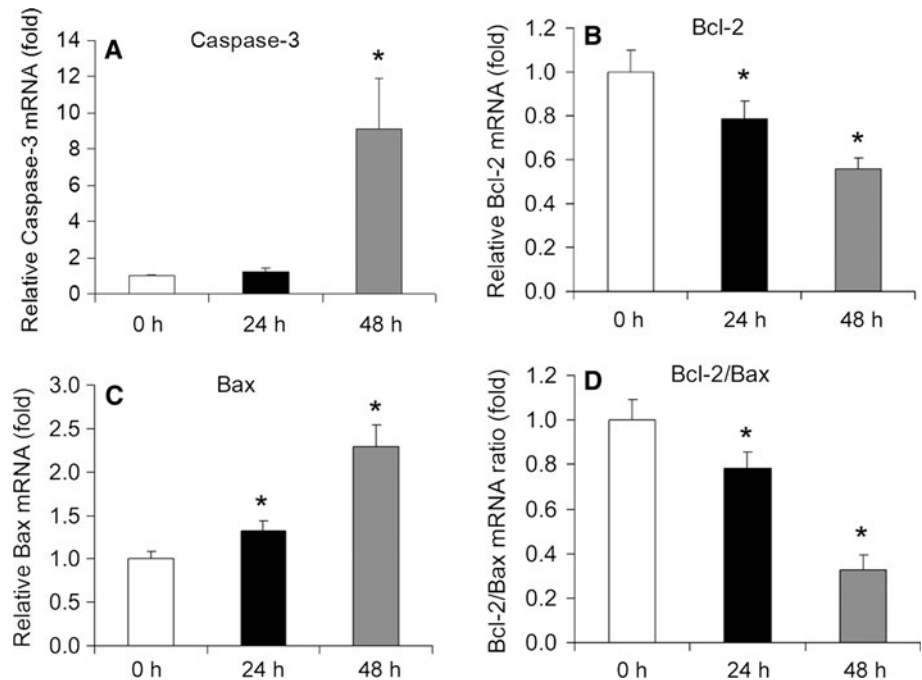 A
Caspase-3
Relative Caspase-3 mRNA (fold)
14
12
10
8
6
4
2
0
*
0 h 24 h 48 h
B
Bcl-2
Relative Bcl-2 mRNA (fold)
1.2
1.0
0.8
0.6
0.4
0.2
0.0
* *
0 h 24 h 48 h
C
Bax
Relative Bax mRNA (fold)
3.0
2.5
2.0
1.5
1.0
0.5
0.0
* *
0 h 24 h 48 h
D
Bcl-2/Bax
Bcl-2/Bax mRNA ratio (fold)
1.2
1.0
0.8
0.6
0.4
0.2
0.0
* *
0 h 24 h 48 h